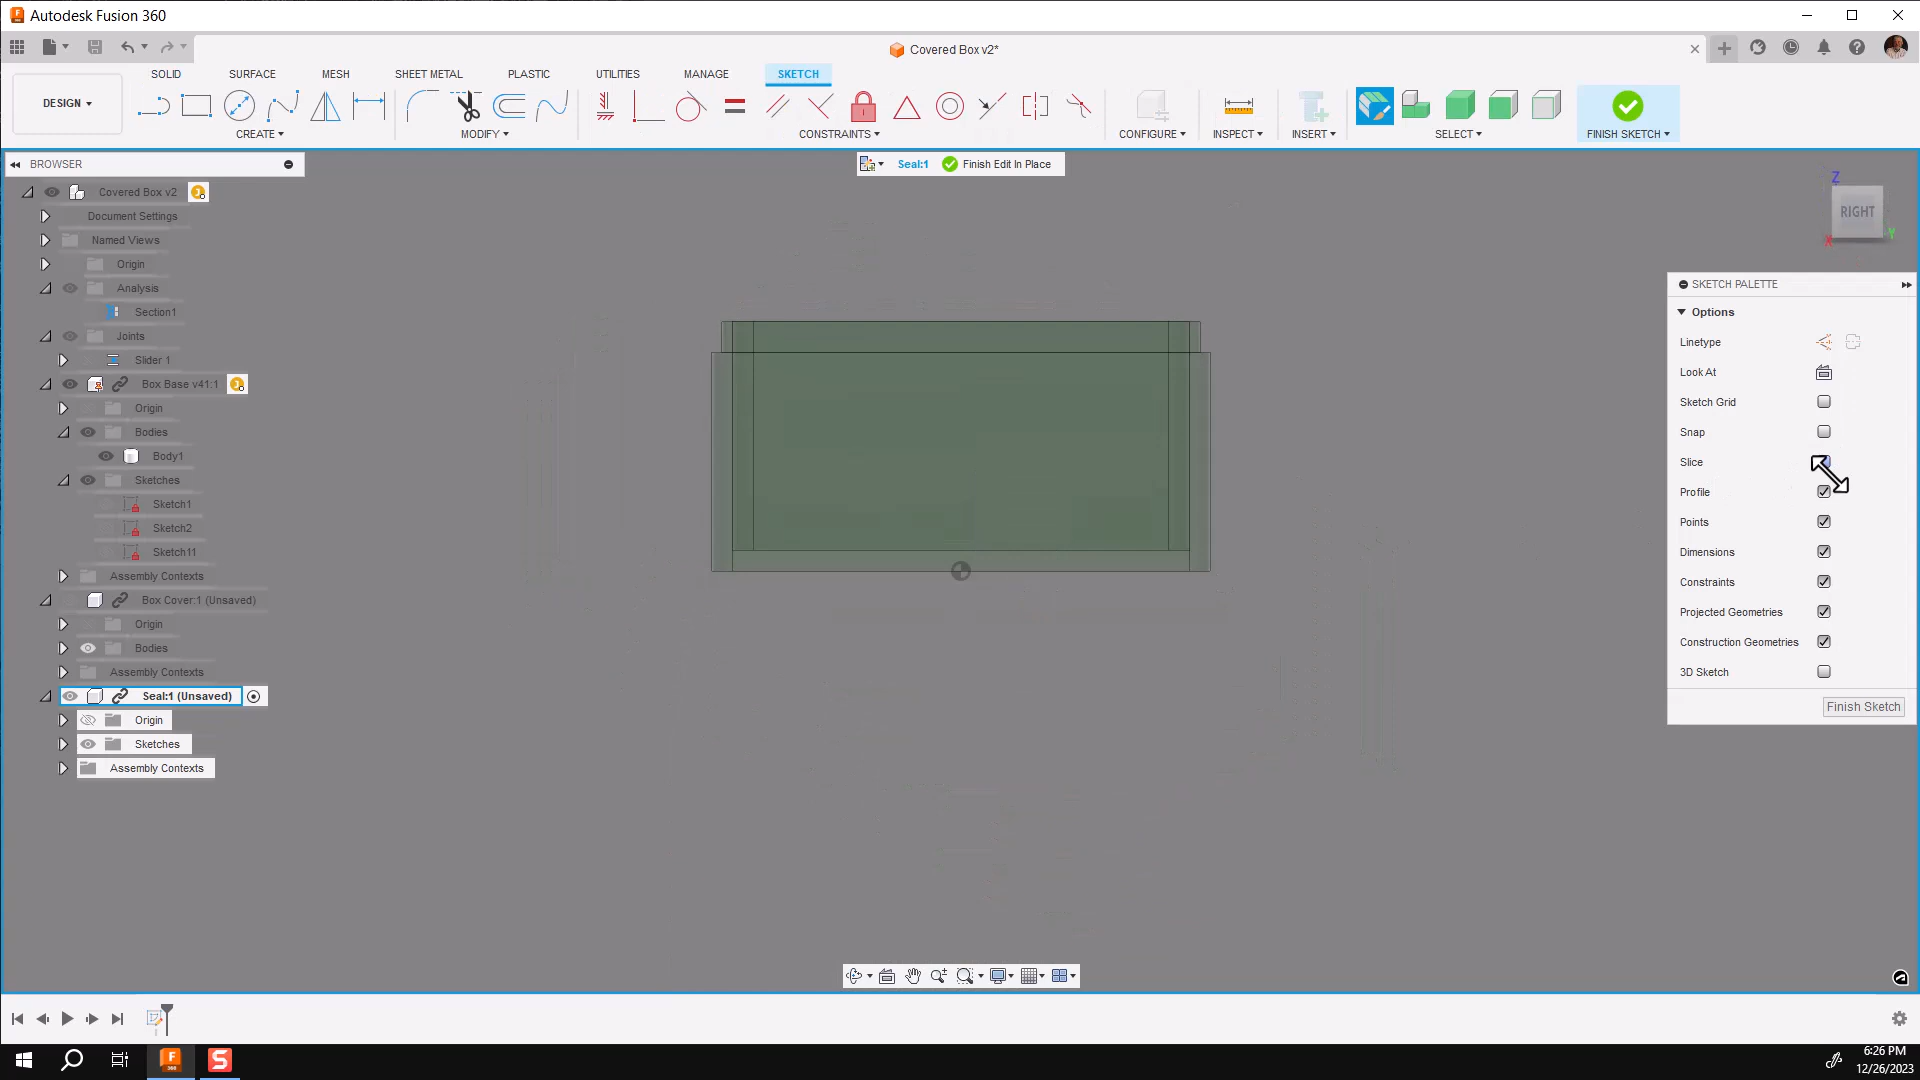 Autodesk Fusion 360
Covered Box v2*
DESIGN
SOLID
SURFACE
MESH
SHEET METAL
PLASTIC
UTILITIES
MANAGE
SKETCH
CREATE
MODIFY
CONSTRAINTS
CONFIGURE
INSPECT
INSERT
SELECT
FINISH SKETCH
BROWSER
Seal:1
Finish Edit In Place
Covered Box v2
Document Settings
Named Views
Origin
Analysis
Section1
Joints
Slider 1
Box Base v41:1
Origin
Bodies
Body1
Sketches
Sketch1
Sketch2
Sketch11
Assembly Contexts
Box Cover:1 (Unsaved)
Origin
Bodies
Assembly Contexts
Seal:1 (Unsaved)
Origin
Sketches
Assembly Contexts
Z
RIGHT
X
Y
SKETCH PALETTE
Options
Linetype
Look At
Sketch Grid
Snap
Slice
Profile
Points
Dimensions
Constraints
Projected Geometries
Construction Geometries
3D Sketch
Finish Sketch
F
360
S
6:26 PM
12/26/2023